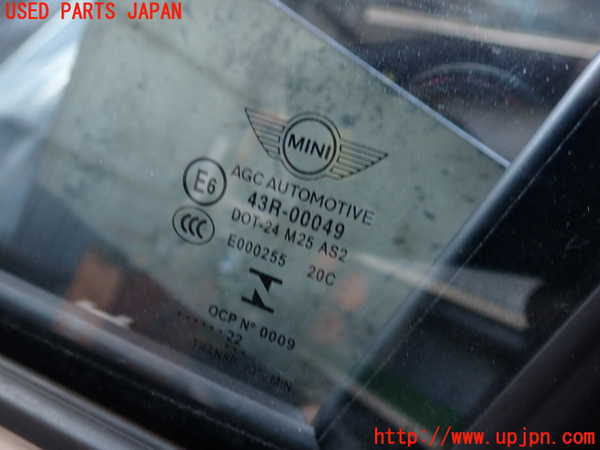 USED PARTS JAPAN
MINI
AGC AUTOMOTIVE
E6
43R-00049
CCC
DOT-24 M25 AS2
E000255 20C
OCP N° 0009
22
http://www.upjpn.com/